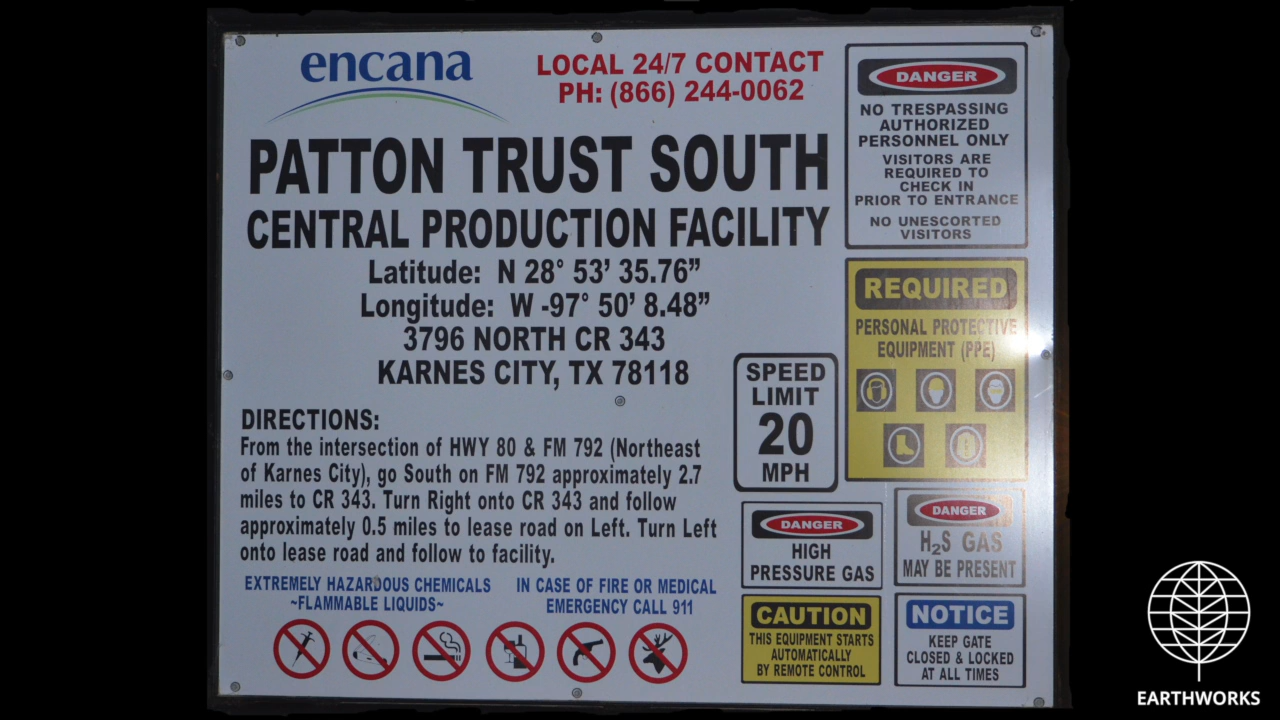 encana
LOCAL 24/7 CONTACT
PH: (866) 244-0062
PATTON TRUST SOUTH
CENTRAL PRODUCTION FACILITY
Latitude: N 28° 53’ 35.76”
Longitude: W -97° 50’ 8.48”
3796 NORTH CR 343
KARNES CITY, TX 78118
DIRECTIONS:
From the intersection of HWY 80 & FM 792 (Northeast
of Karnes City), go South on FM 792 approximately 2.7
miles to CR 343. Turn Right onto CR 343 and follow
approximately 0.5 miles to lease road on Left. Turn Left
onto lease road and follow to facility.
EXTREMELY HAZARDOUS CHEMICALS
~FLAMMABLE LIQUIDS~
IN CASE OF FIRE OR MEDICAL
EMERGENCY CALL 911
DANGER
NO TRESPASSING
AUTHORIZED
PERSONNEL ONLY
VISITORS ARE
REQUIRED TO
CHECK IN
PRIOR TO ENTRANCE
NO UNESCORTED
VISITORS
REQUIRED
PERSONAL PROTECTIVE
EQUIPMENT (PPE)
SPEED
LIMIT
20
MPH
DANGER
HIGH
PRESSURE GAS
DANGER
H₂S GAS
MAY BE PRESENT
CAUTION
THIS EQUIPMENT STARTS
AUTOMATICALLY
BY REMOTE CONTROL
NOTICE
KEEP GATE
CLOSED & LOCKED
AT ALL TIMES
EARTHWORKS